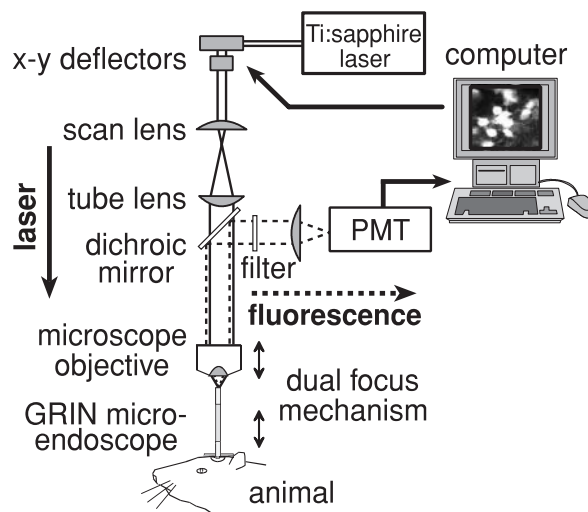 Ti:sapphire
laser
x-y deflectors
computer
scan lens
laser
tube lens
dichroic
mirror
filter
PMT
fluorescence
microscope
objective
dual focus
mechanism
GRIN micro-
endoscope
animal